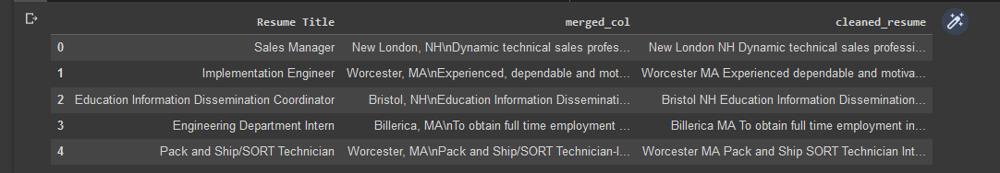 Resume Title merged_col cleaned_resume
0 Sales Manager New London, NH\nDynamic technical sales profes... New London NH Dynamic technical sales professi...
1 Implementation Engineer Worcester, MA\nExperienced, dependable and mot... Worcester MA Experienced dependable and motiva...
2 Education Information Dissemination Coordinator Bristol, NH\nEducation Information Disseminati... Bristol NH Education Information Dissemination...
3 Engineering Department Intern Billerica, MA\nTo obtain full time employment ... Billerica MA To obtain full time employment in...
4 Pack and Ship/SORT Technician Worcester, MA\nPack and Ship/SORT Technician-I... Worcester MA Pack and Ship SORT Technician Int...